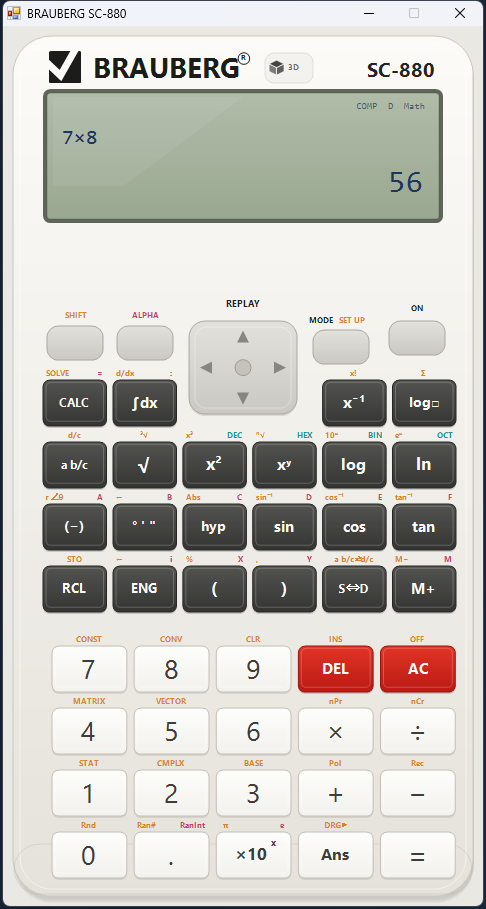 BRAUBERG SC-880
BRAUBERG® 3D SC-880
COMP D Math
7×8
56
REPLAY
SHIFT ALPHA MODE SET UP ON
SOLVE = d/dx : x! Σ
CALC ∫dx x⁻¹ log□
d/c ³√ x³ DEC ⁿ√ HEX 10ˣ BIN eˣ OCT
a b/c √ x² xʸ log ln
r∠θ A ← B Abs C sin⁻¹ D cos⁻¹ E tan⁻¹ F
(−) ° ' " hyp sin cos tan
STO ← i % X , Y a b/c⇄d/c M− M
RCL ENG ( ) S⇔D M+
CONST CONV CLR INS OFF
7 8 9 DEL AC
MATRIX VECTOR nPr nCr
4 5 6 × ÷
STAT CMPLX BASE Pol Rec
1 2 3 + −
Rnd Ran# RanInt π e DRG►
0 . ×10ˣ Ans =